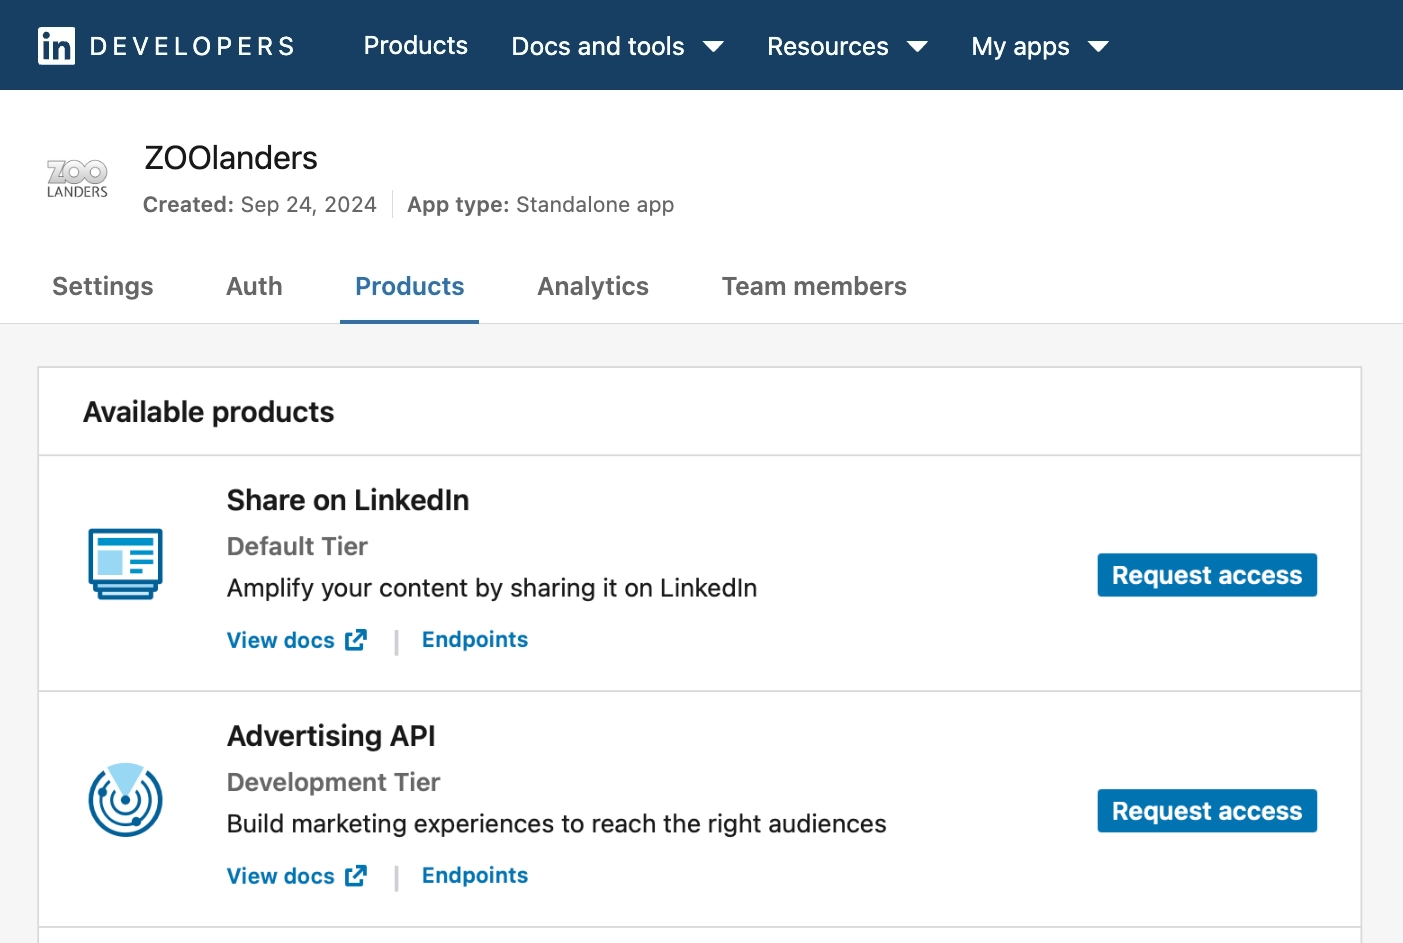 in DEVELOPERS Products Docs and tools Resources My apps
ZOO
LANDERS
ZOOlanders
Created: Sep 24, 2024 App type: Standalone app
Settings Auth Products Analytics Team members
Available products
Share on LinkedIn
Default Tier
Amplify your content by sharing it on LinkedIn
Request access
View docs | Endpoints
Advertising API
Development Tier
Build marketing experiences to reach the right audiences
Request access
View docs | Endpoints